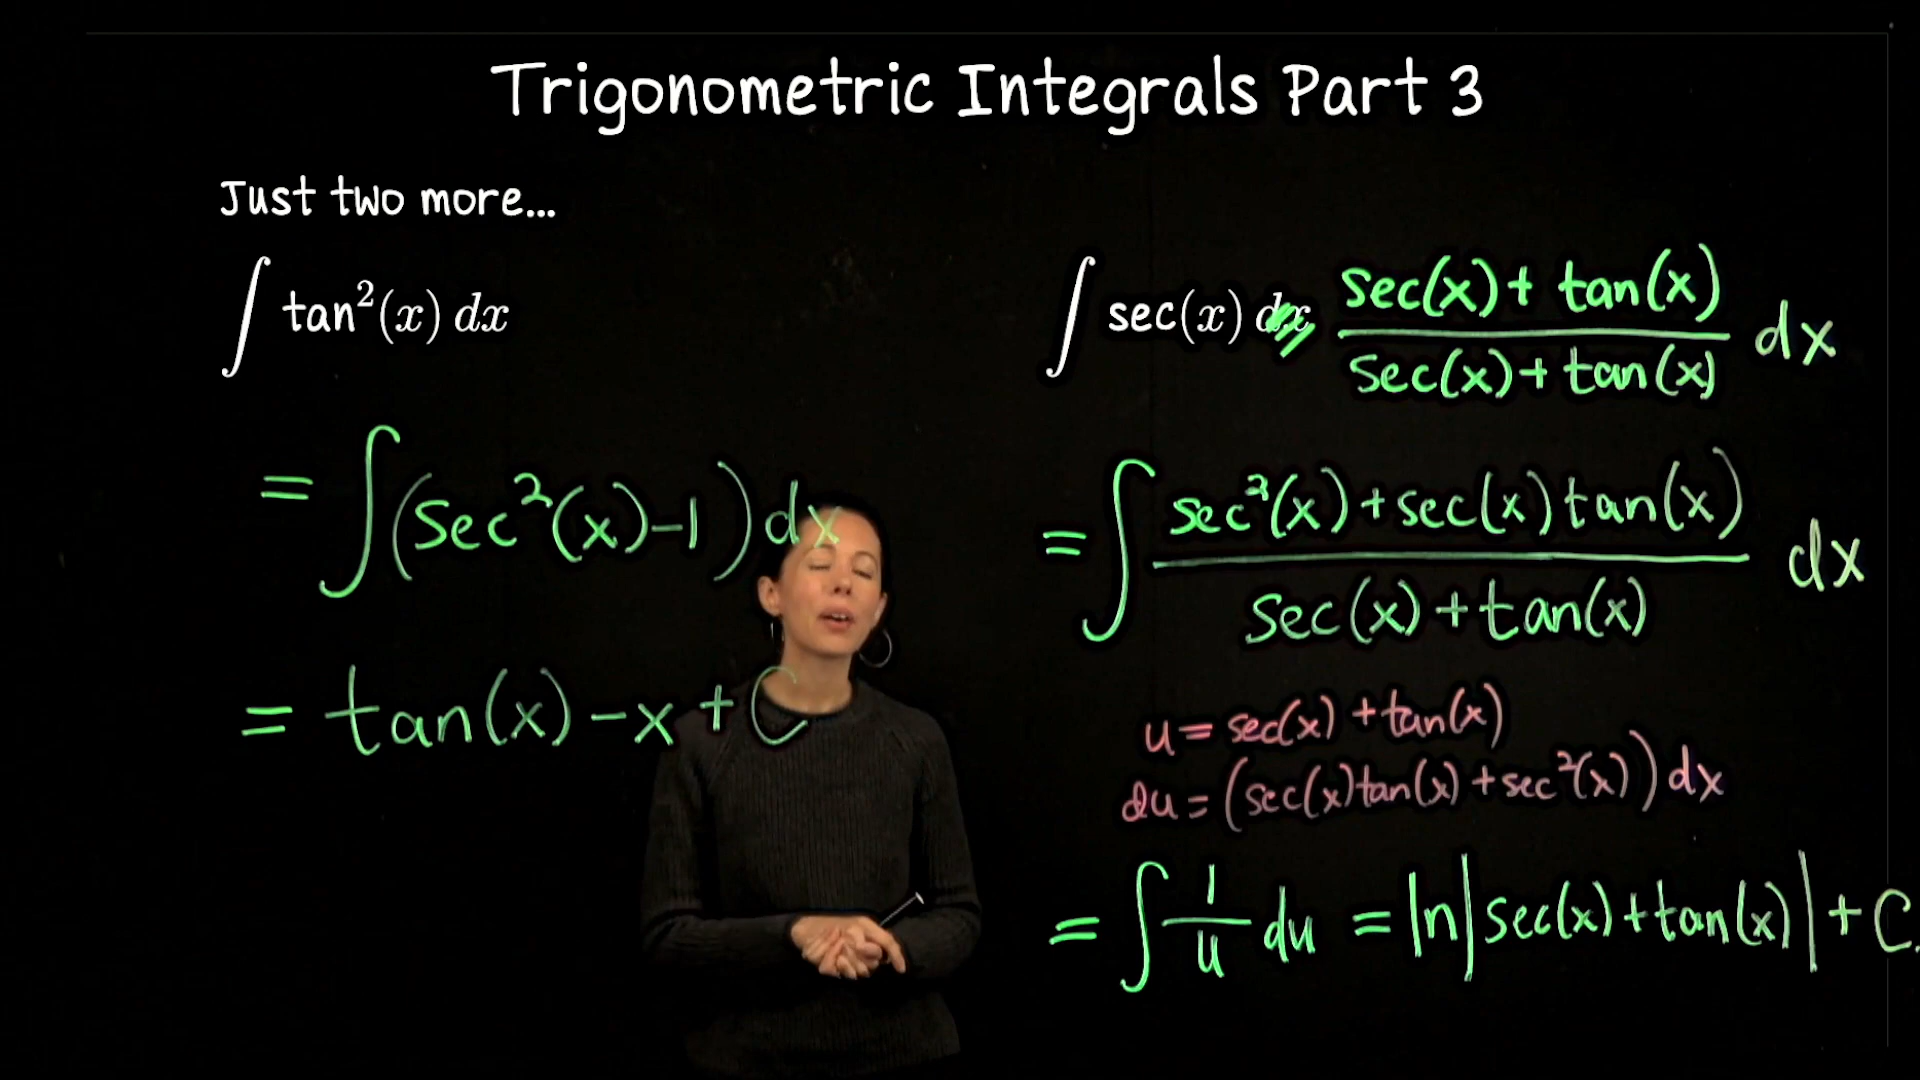 Trigonometric Integrals Part 3
Just two more...
∫ tan²(x) dx
= ∫(sec²(x)-1) dx
= tan(x) - x + C
∫ sec(x) dx (sec(x) + tan(x))/(sec(x) + tan(x)) dx
= ∫ (sec²(x) + sec(x) tan(x))/(sec(x) + tan(x)) dx
u = sec(x) + tan(x)
du = (sec(x)tan(x) + sec²(x)) dx
= ∫ 1/u du = ln|sec(x) + tan(x)| + C.